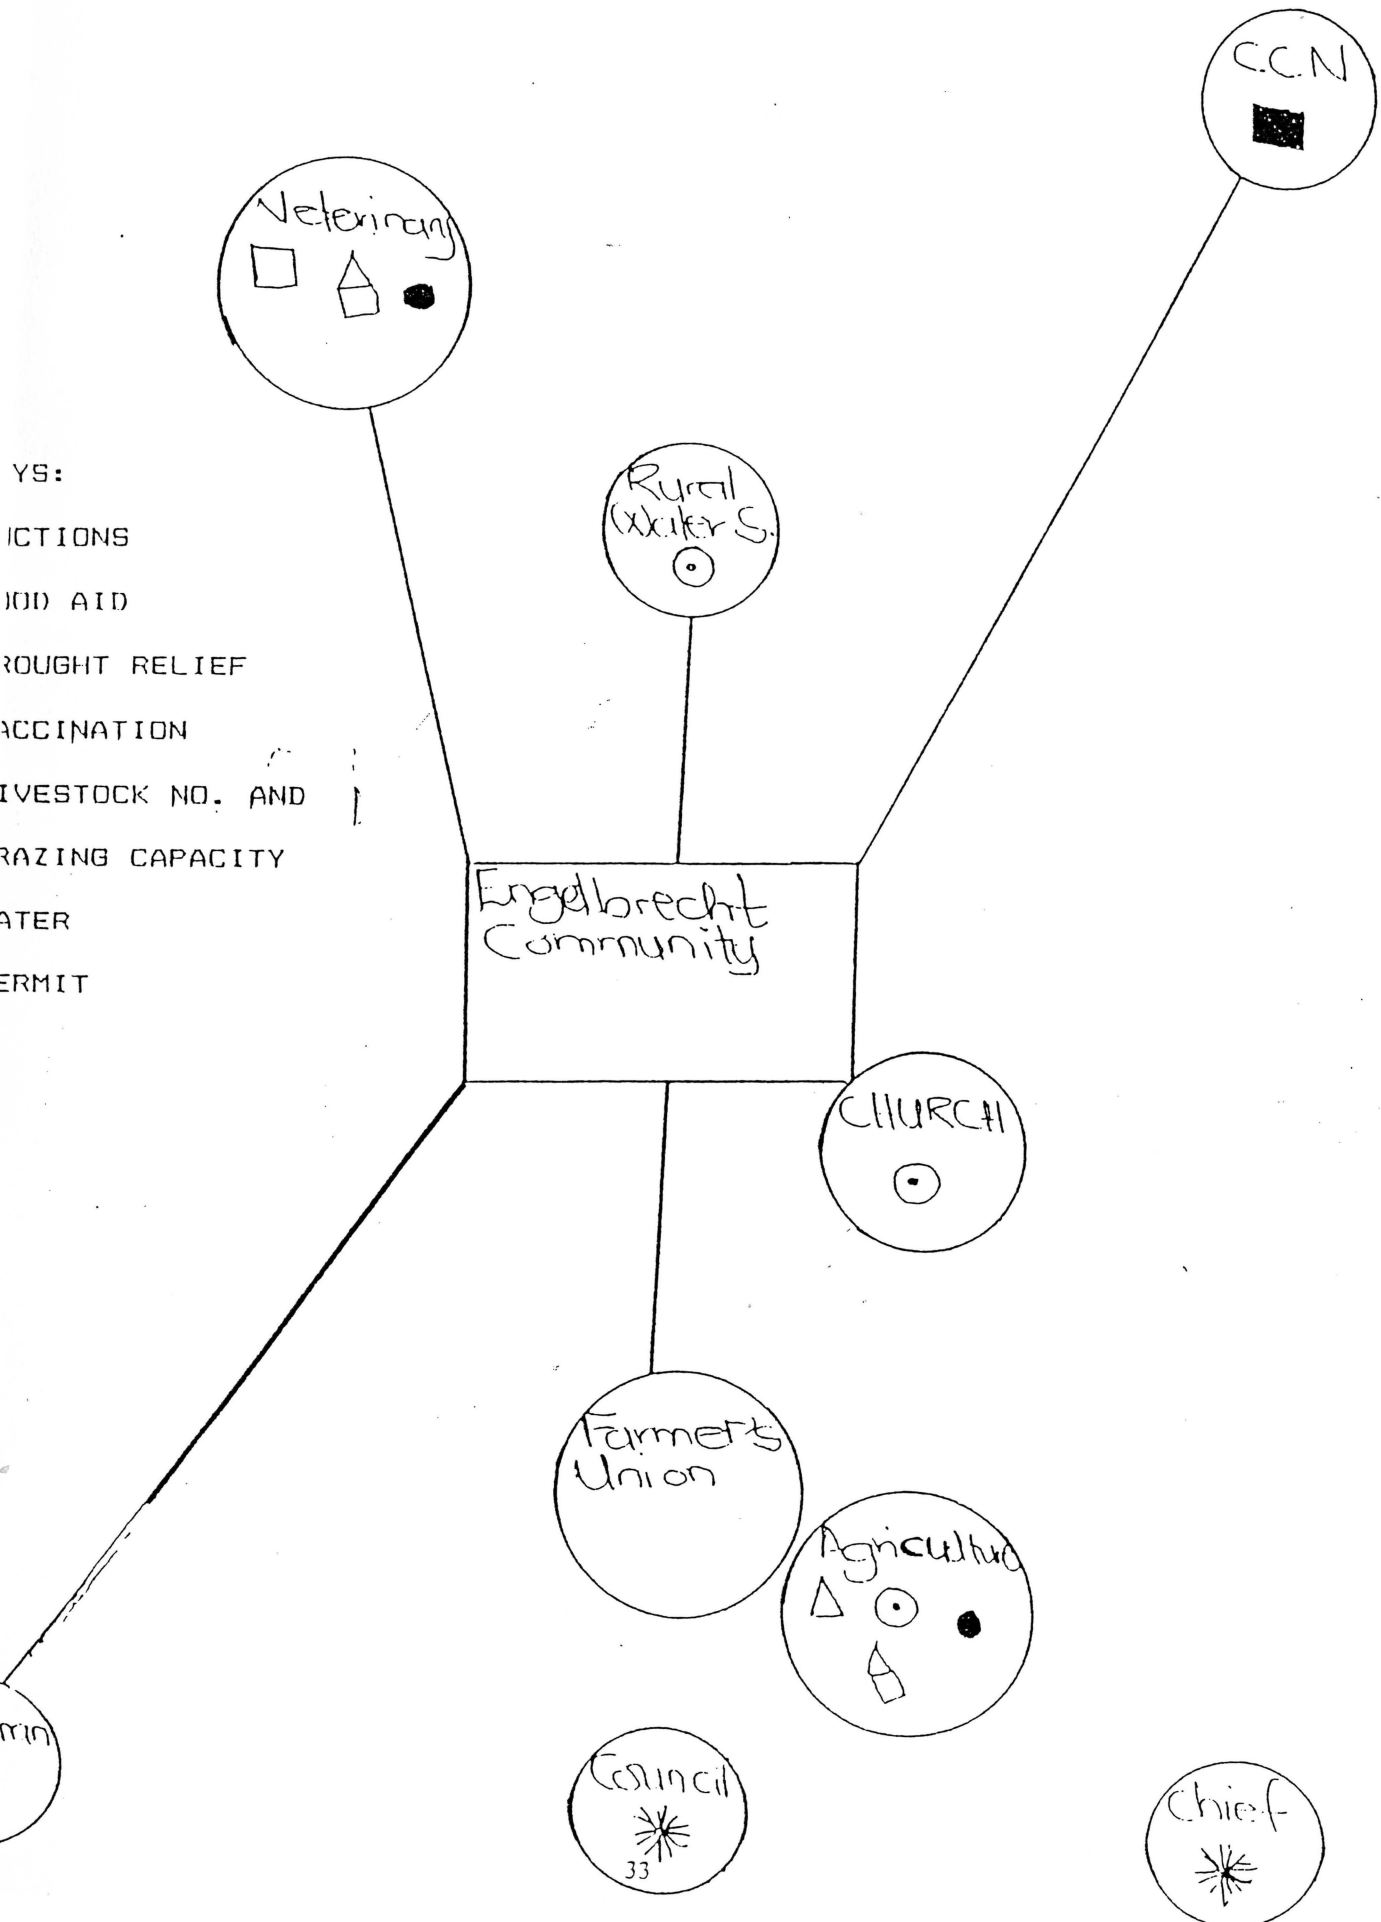 C.C.N
Veterinary
Rural
Water S.
YS:
ICTIONS
OOD AID
ROUGHT RELIEF
ACCINATION
IVESTOCK NO. AND
RAZING CAPACITY
ATER
ERMIT
Engelbrecht
Community
CHURCH
Farmers
Union
Agriculture
min
Council
33
Chief